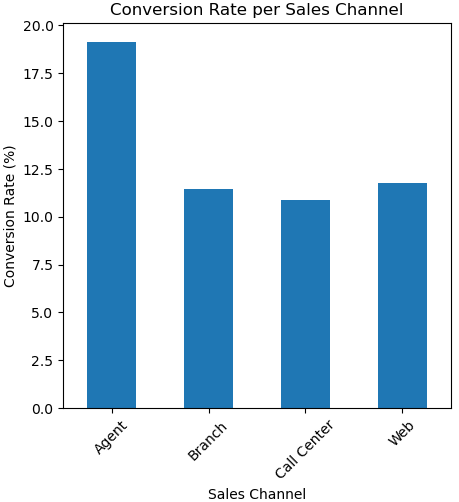 Conversion Rate per Sales Channel
Conversion Rate (%)
20.0
17.5
15.0
12.5
10.0
7.5
5.0
2.5
0.0
Agent
Branch
Call Center
Web
Sales Channel